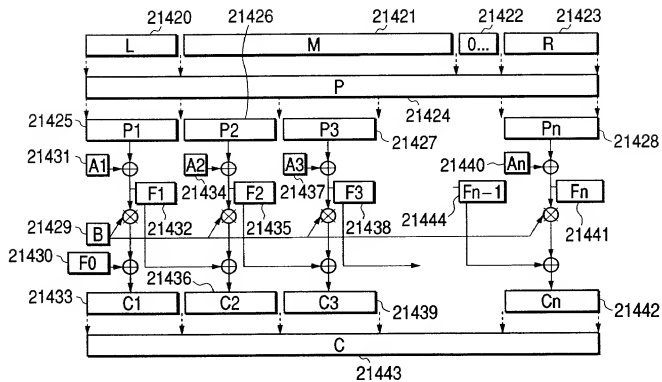 21420 21426 21421 21422 21423
L M 0... R
P
21424
21425 P1 P2 P3 21427 Pn 21428
21431 A1 A2 A3 21440 An
21434 21437
F1 F2 F3 Fn-1 Fn
21429 B 21432 21435 21438 21444 21441
21430 F0
21436
21433 C1 C2 C3 21439 Cn 21442
C
21443